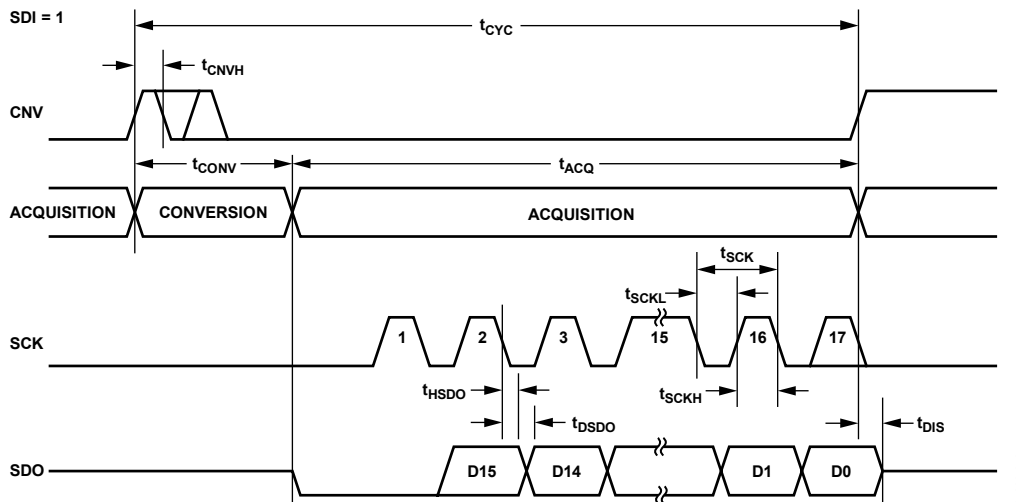 SDI = 1
tCYC
tCNVH
CNV
tCONV
tACQ
ACQUISITION
CONVERSION
ACQUISITION
tSCK
tSCKL
SCK
1
2
3
15
16
17
tHSDO
tSCKH
tDSDO
tDIS
SDO
D15
D14
D1
D0